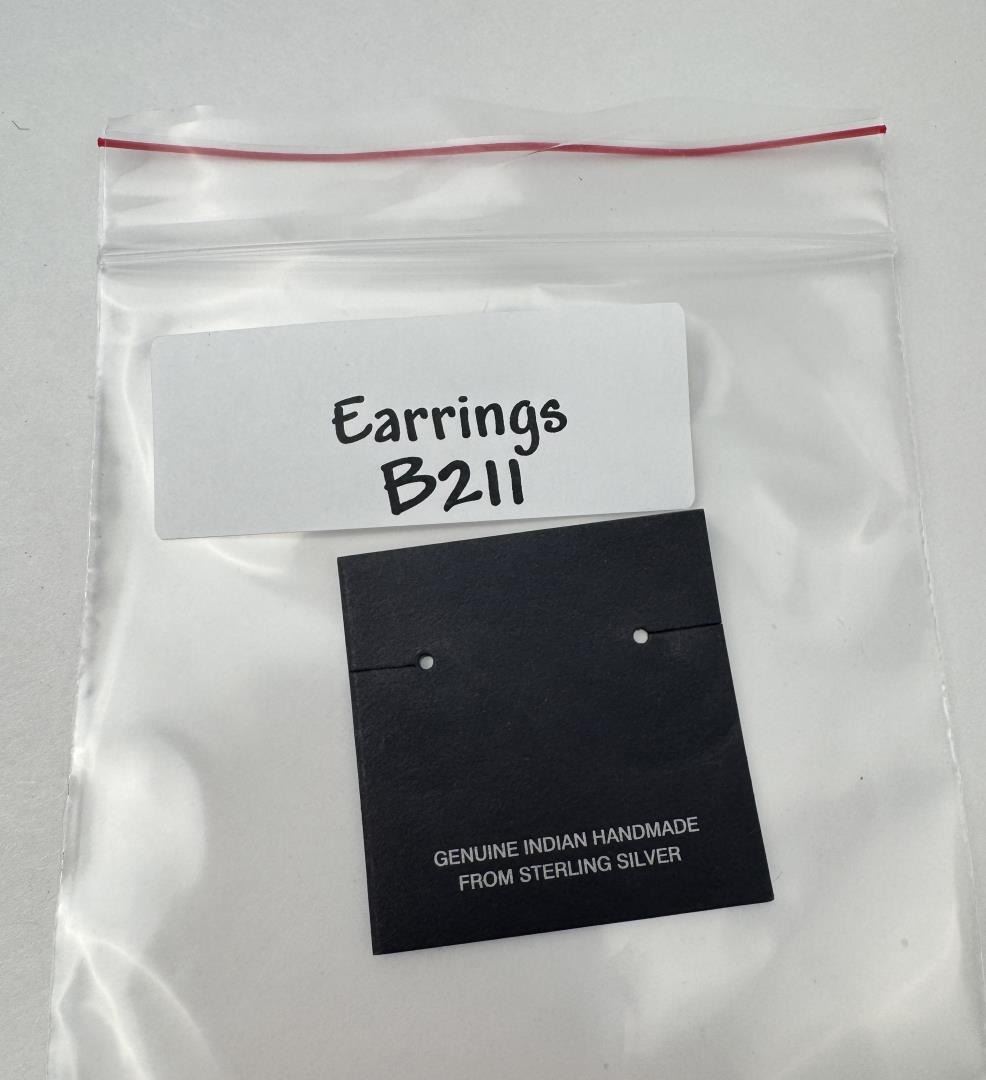 Earrings
B211
GENUINE INDIAN HANDMADE
FROM STERLING SILVER